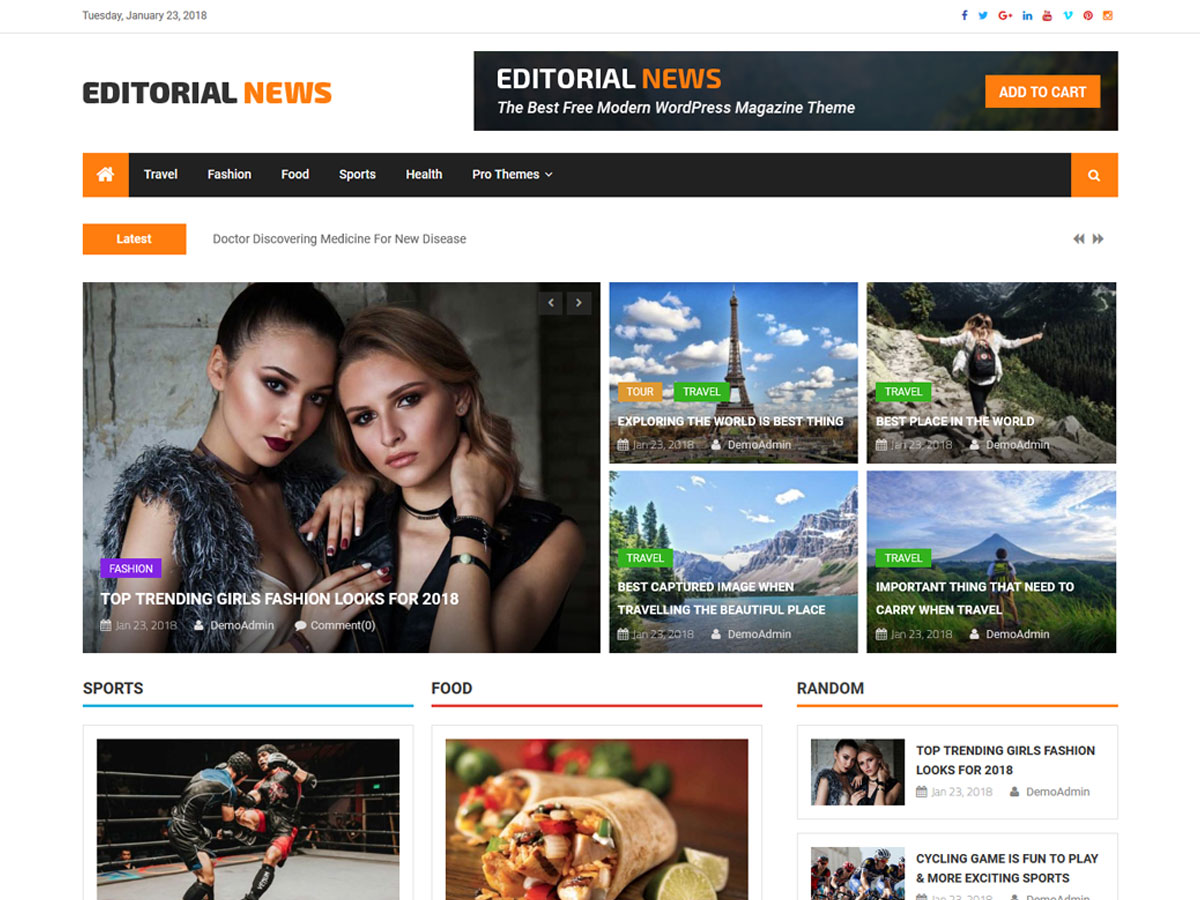 Tuesday, January 23, 2018
EDITORIAL NEWS
EDITORIAL NEWS
The Best Free Modern WordPress Magazine Theme
ADD TO CART
Travel Fashion Food Sports Health Pro Themes
Latest
Doctor Discovering Medicine For New Disease
FASHION
TOP TRENDING GIRLS FASHION LOOKS FOR 2018
Jan 23, 2018 DemoAdmin Comment(0)
TOUR TRAVEL
EXPLORING THE WORLD IS BEST THING
Jan 23, 2018 DemoAdmin
TRAVEL
BEST PLACE IN THE WORLD
Jan 23, 2018 DemoAdmin
TRAVEL
BEST CAPTURED IMAGE WHEN
TRAVELLING THE BEAUTIFUL PLACE
Jan 23, 2018 DemoAdmin
TRAVEL
IMPORTANT THING THAT NEED TO
CARRY WHEN TRAVEL
Jan 23, 2018 DemoAdmin
SPORTS
FOOD
RANDOM
TOP TRENDING GIRLS FASHION
LOOKS FOR 2018
Jan 23, 2018 DemoAdmin
CYCLING GAME IS FUN TO PLAY
& MORE EXCITING SPORTS
Jan 23, 2018 DemoAdmin